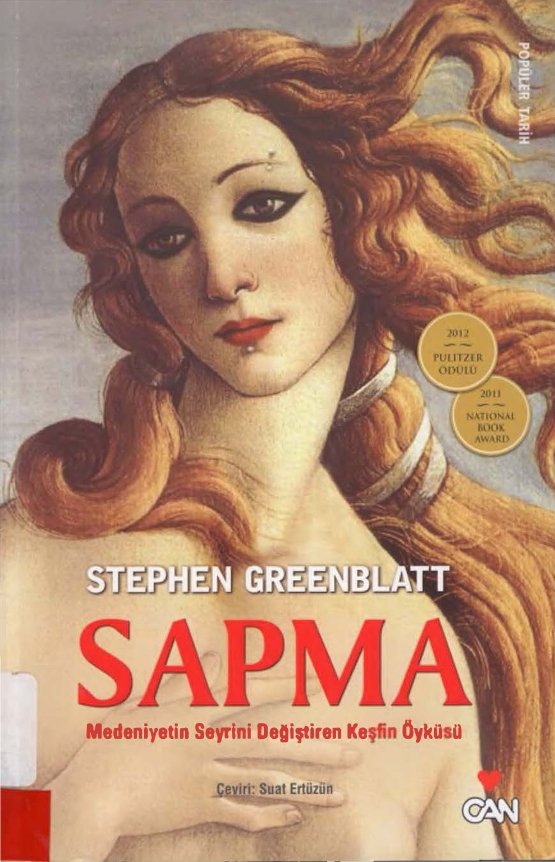 POPÜLER TARİH
2012
PULITZER
ÖDÜLÜ
2011
NATIONAL
BOOK
AWARD
STEPHEN GREENBLATT
SAPMA
Medeniyetin Seyrini Değiştiren Keşfin Öyküsü
Çeviri: Suat Ertüzün
CAN